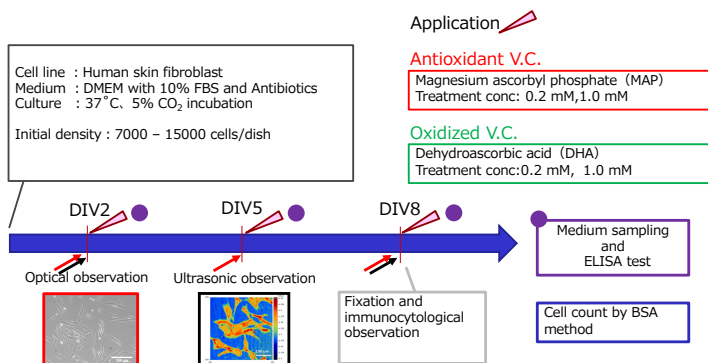 Application
Cell line : Human skin fibroblast
Medium : DMEM with 10% FBS and Antibiotics
Culture : 37˚C、5% CO₂ incubation
Initial density : 7000 – 15000 cells/dish
Antioxidant V.C.
Magnesium ascorbyl phosphate（MAP）
Treatment conc: 0.2 mM,1.0 mM
Oxidized V.C.
Dehydroascorbic acid（DHA）
Treatment conc:0.2 mM, 1.0 mM
DIV2
DIV5
DIV8
Optical observation
Ultrasonic observation
Fixation and
immunocytological
observation
Medium sampling
and
ELISA test
Cell count by BSA
method